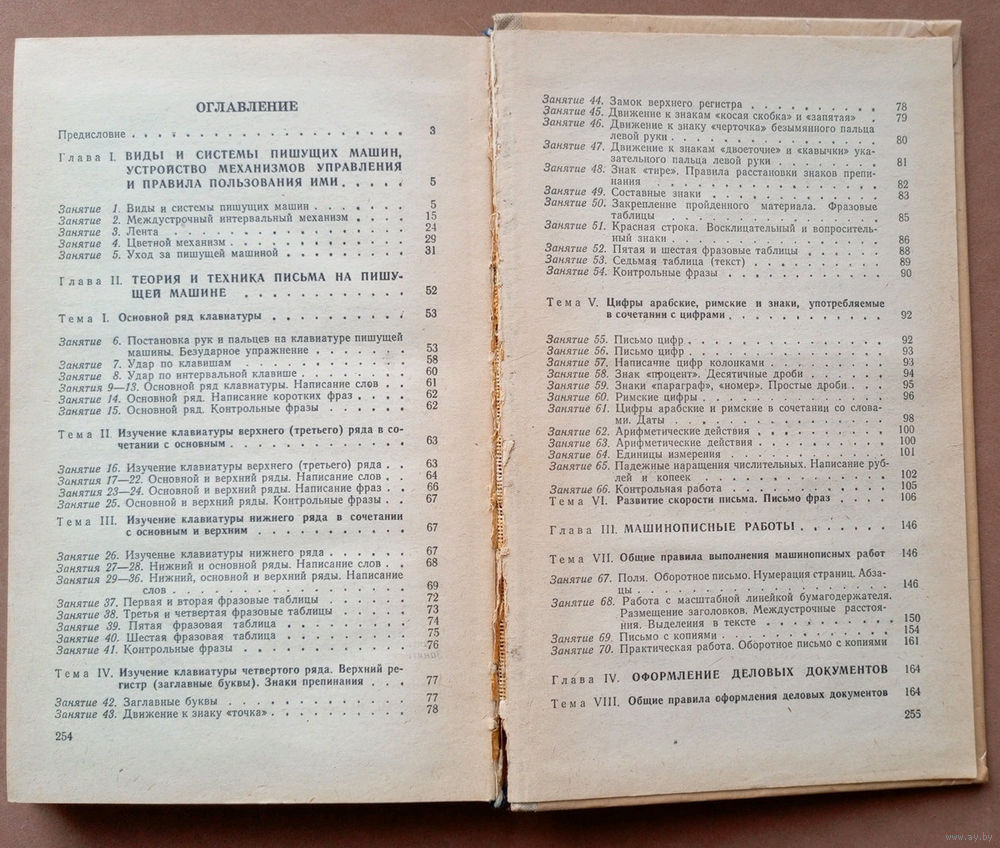 ОГЛАВЛЕНИЕ
Предисловие . . . . . . . . . . . . . . . . . . 3
Глава I. ВИДЫ И СИСТЕМЫ ПИШУЩИХ МАШИН,
УСТРОЙСТВО МЕХАНИЗМОВ УПРАВЛЕНИЯ
И ПРАВИЛА ПОЛЬЗОВАНИЯ ИМИ . . . . . 5
Занятие 1. Виды и системы пишущих машин . . . . . . 5
Занятие 2. Междустрочный интервальный механизм . . . . 15
Занятие 3. Лента . . . . . . . . . . . . . . . . 24
Занятие 4. Цветной механизм . . . . . . . . . . . . 29
Занятие 5. Уход за пишущей машиной . . . . . . . . 31
Глава II. ТЕОРИЯ И ТЕХНИКА ПИСЬМА НА ПИШУ-
ЩЕЙ МАШИНЕ . . . . . . . . . . . 52
Тема I. Основной ряд клавиатуры . . . . . . . . . . 53
Занятие 6. Постановка рук и пальцев на клавиатуре пишущей
машины. Безударное упражнение . . . . . . . 53
Занятие 7. Удар по клавишам . . . . . . . . . . . . 58
Занятие 8. Удар по интервальной клавише . . . . . . . 60
Занятия 9—13. Основной ряд клавиатуры. Написание слов . . 61
Занятие 14. Основной ряд. Написание коротких фраз . . . . 62
Занятие 15. Основной ряд. Контрольные фразы . . . . . . 62
Тема II. Изучение клавиатуры верхнего (третьего) ряда в со-
четании с основным . . . . . . . . . . . . 63
Занятие 16. Изучение клавиатуры верхнего (третьего) ряда . . 63
Занятия 17—22. Основной и верхний ряды. Написание слов . 64
Занятия 23—24. Основной и верхний ряды. Написание фраз . 66
Занятие 25. Основной и верхний ряды. Контрольные фразы . . 67
Тема III. Изучение клавиатуры нижнего ряда в сочетании
с основным и верхним . . . . . . . . . . . 67
Занятие 26. Изучение клавиатуры нижнего ряда . . . . . . 67
Занятия 27—28. Нижний и основной ряды. Написание слов . . 68
Занятия 29—36. Нижний, основной и верхний ряды. Написание
слов . . . . . . . . . . . . . . . . 69
Занятие 37. Первая и вторая фразовые таблицы . . . . . . 72
Занятие 38. Третья и четвертая фразовые таблицы . . . . . 73
Занятие 39. Пятая фразовая таблица . . . . . . . . . 74
Занятие 40. Шестая фразовая таблица . . . . . . . . . 75
Занятие 41. Контрольные фразы . . . . . . . . . . . 76
Тема IV. Изучение клавиатуры четвертого ряда. Верхний ре-
гистр (заглавные буквы). Знаки препинания . . . 77
Занятие 42. Заглавные буквы . . . . . . . . . . . . 77
Занятие 43. Движение к знаку «точка» . . . . . . . . . 78
254
Занятие 44. Замок верхнего регистра . . . . . . . . . 78
Занятие 45. Движение к знакам «косая скобка» и «запятая» . 79
Занятие 46. Движение к знаку «черточка» безымянного пальца
левой руки . . . . . . . . . . . . . . 80
Занятие 47. Движение к знакам «двоеточие» и «кавычки» ука-
зательного пальца левой руки . . . . . . . . 81
Занятие 48. Знак «тире». Правила расстановки знаков препи-
нания . . . . . . . . . . . . . . . . 82
Занятие 49. Составные знаки . . . . . . . . . . . . 83
Занятие 50. Закрепление пройденного материала. Фразовые
таблицы . . . . . . . . . . . . . . . 85
Занятие 51. Красная строка. Восклицательный и вопроситель-
ный знаки . . . . . . . . . . . . . . 86
Занятие 52. Пятая и шестая фразовые таблицы . . . . . . 88
Занятие 53. Седьмая таблица (текст) . . . . . . . . . 89
Занятие 54. Контрольные фразы . . . . . . . . . . . 90
Тема V. Цифры арабские, римские и знаки, употребляемые
в сочетании с цифрами . . . . . . . . . . . 92
Занятие 55. Письмо цифр . . . . . . . . . . . . . 92
Занятие 56. Письмо цифр . . . . . . . . . . . . . 93
Занятие 57. Написание цифр колонками . . . . . . . . 93
Занятие 58. Знак «процент». Десятичные дроби . . . . . . 94
Занятие 59. Знаки «параграф», «номер». Простые дроби . . . 95
Занятие 60. Римские цифры . . . . . . . . . . . . 96
Занятие 61. Цифры арабские и римские в сочетании со слова-
ми. Даты . . . . . . . . . . . . . . . 98
Занятие 62. Арифметические действия . . . . . . . . . 100
Занятие 63. Арифметические действия . . . . . . . . . 100
Занятие 64. Единицы измерения . . . . . . . . . . . 101
Занятие 65. Падежные наращения числительных. Написание руб-
лей и копеек . . . . . . . . . . . . . 102
Занятие 66. Контрольная работа . . . . . . . . . . . 105
Тема VI. Развитие скорости письма. Письмо фраз . . . . . 106
Глава III. МАШИНОПИСНЫЕ РАБОТЫ . . . . . . . 146
Тема VII. Общие правила выполнения машинописных работ 146
Занятие 67. Поля. Оборотное письмо. Нумерация страниц. Абза-
цы . . . . . . . . . . . . . . . . . 146
Занятие 68. Работа с масштабной линейкой бумагодержателя.
Размещение заголовков. Междустрочные расстоя-
ния. Выделения в тексте . . . . . . . . . 150
Занятие 69. Письмо с копиями . . . . . . . . . . . 154
Занятие 70. Практическая работа. Оборотное письмо с копиями 161
Глава IV. ОФОРМЛЕНИЕ ДЕЛОВЫХ ДОКУМЕНТОВ 164
Тема VIII. Общие правила оформления деловых документов 164
255
www.ay.by